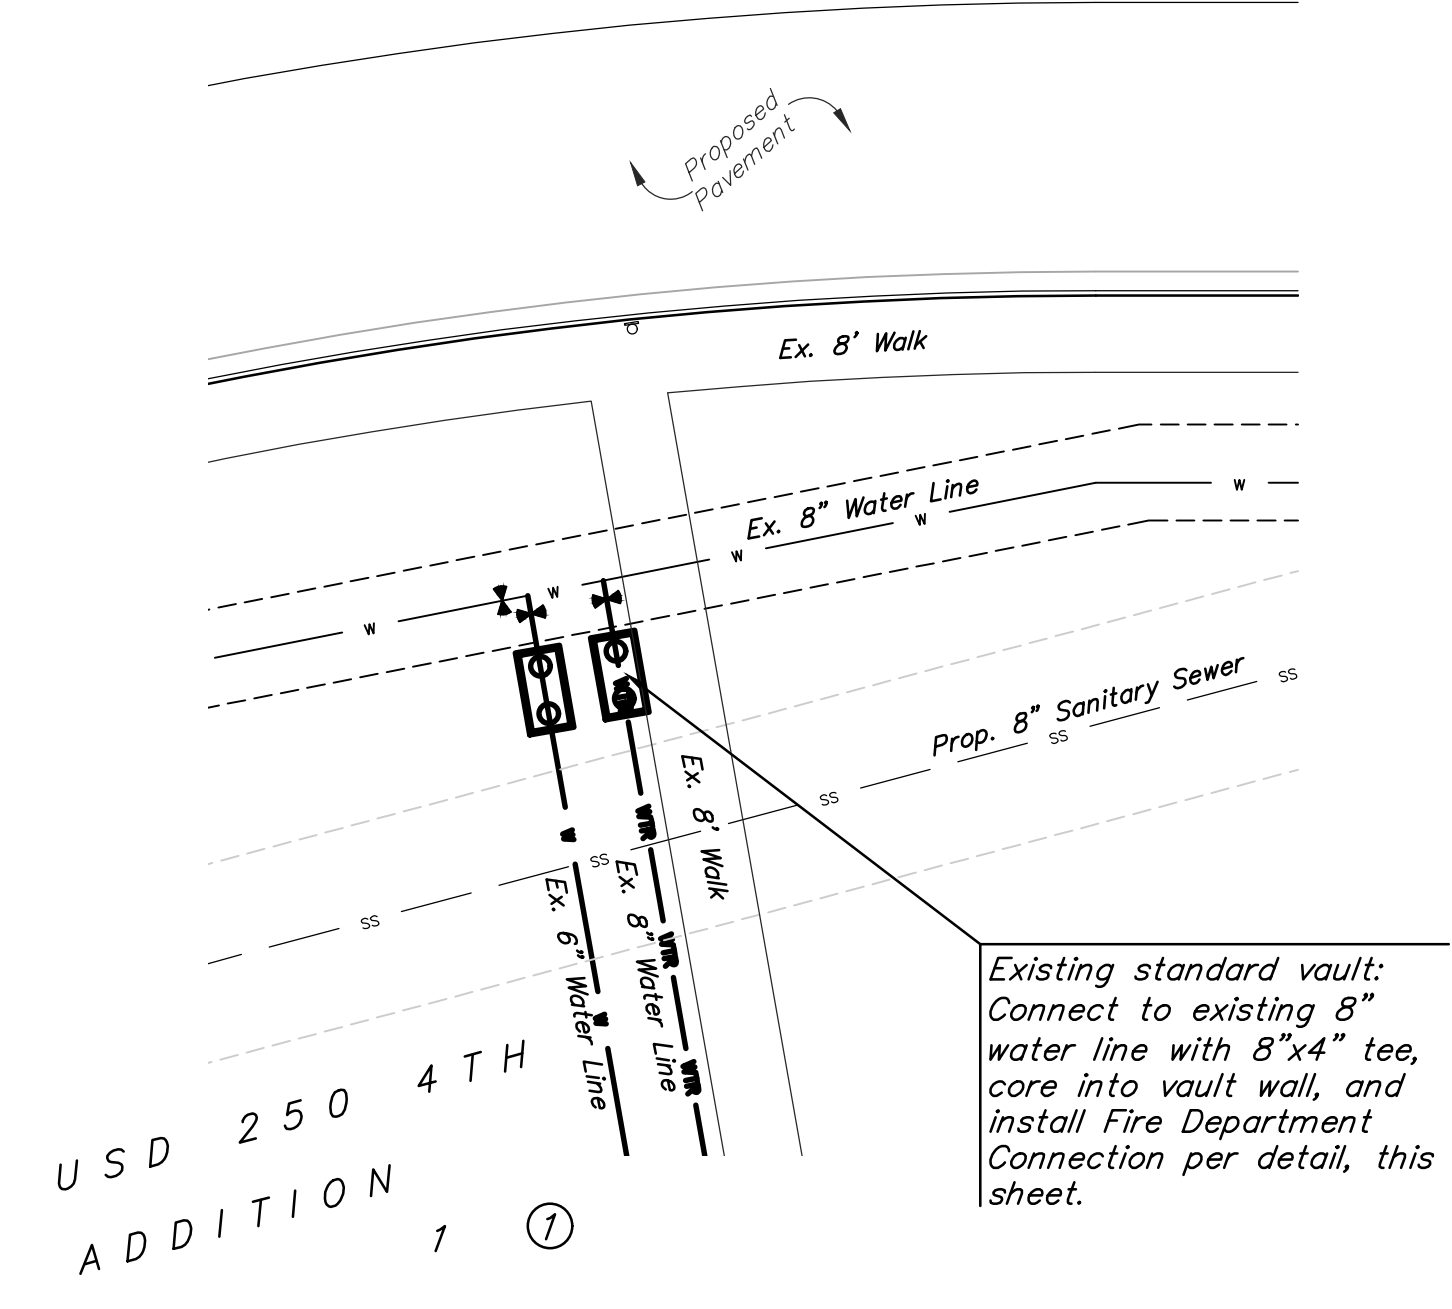 Proposed
Pavement
Ex. 8' Walk
Ex. 8" Water Line
W
W
W
W
W
Prop. 8" Sanitary Sewer
SS
SS
SS
SS
SS
WTR
Ex. 8' Walk
W
WTR
Ex. 6" Water Line
Ex. 8" Water Line
WTR
W
WTR
Existing standard vault:
Connect to existing 8"
water line with 8"x4" tee,
core into vault wall, and
install Fire Department
Connection per detail, this
sheet.
USD 250 4TH
ADDITION
1
1